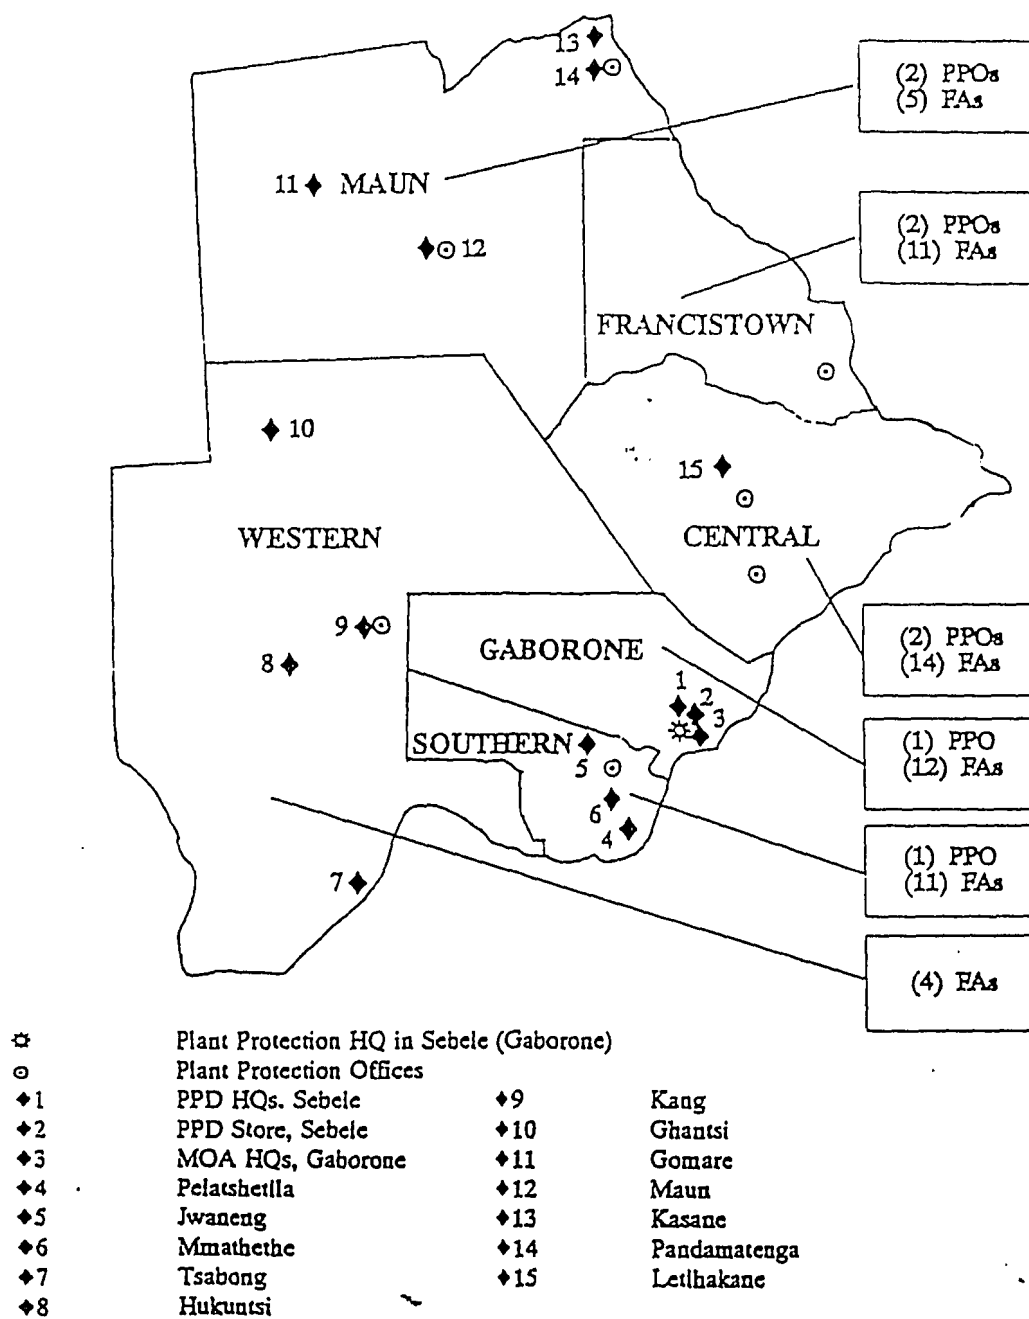 13
14
(2) PPOs
(5) FAs
11 MAUN
12
(2) PPOs
(11) FAs
FRANCISTOWN
10
15
WESTERN
CENTRAL
9
8
GABORONE
(2) PPOs
(14) FAs
1
2
3
SOUTHERN
5
(1) PPO
(12) FAs
6
4
(1) PPO
(11) FAs
7
(4) FAs
Plant Protection HQ in Sebele (Gaborone)
Plant Protection Offices
1 PPD HQs. Sebele
2 PPD Store, Sebele
3 MOA HQs, Gaborone
4 Pelatshetlla
5 Jwaneng
6 Mmathethe
7 Tsabong
8 Hukuntsi
9 Kang
10 Ghantsi
11 Gomare
12 Maun
13 Kasane
14 Pandamatenga
15 Letlhakane